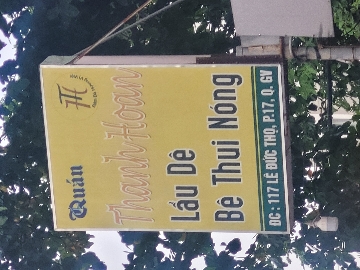 Quán
Thanh Hoan
Lẩu Dê
Bê Thui Nóng
ĐC : 117 LÊ ĐỨC THỌ, P.17, Q. GV